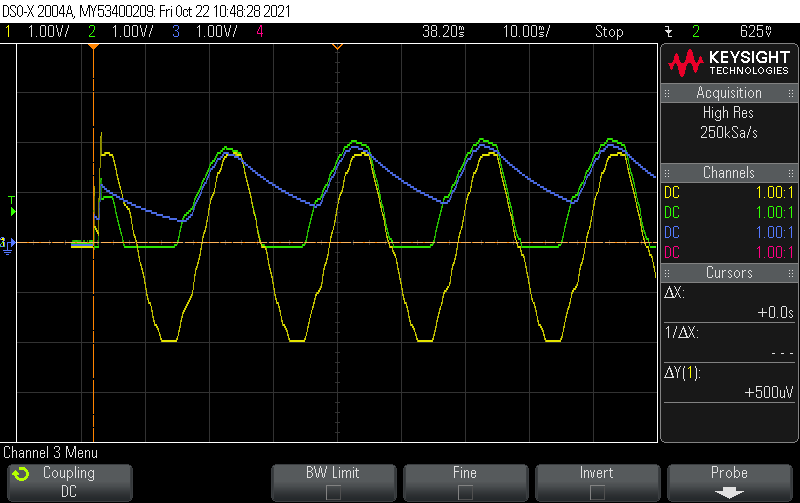 DSO-X 2004A, MY53400209: Fri Oct 22 10:48:28 2021
1 1.00V/ 2 1.00V/ 3 1.00V/ 4 38.20ms 10.00ms/ Stop 2 625mV
KEYSIGHT
TECHNOLOGIES
Acquisition
High Res
250kSa/s
Channels
DC 1.00:1
DC 1.00:1
DC 1.00:1
DC 1.00:1
Cursors
ΔX:
+0.0s
1/ΔX:
---
ΔY(1):
+500uV
T
Channel 3 Menu
Coupling
DC
BW Limit
Fine
Invert
Probe